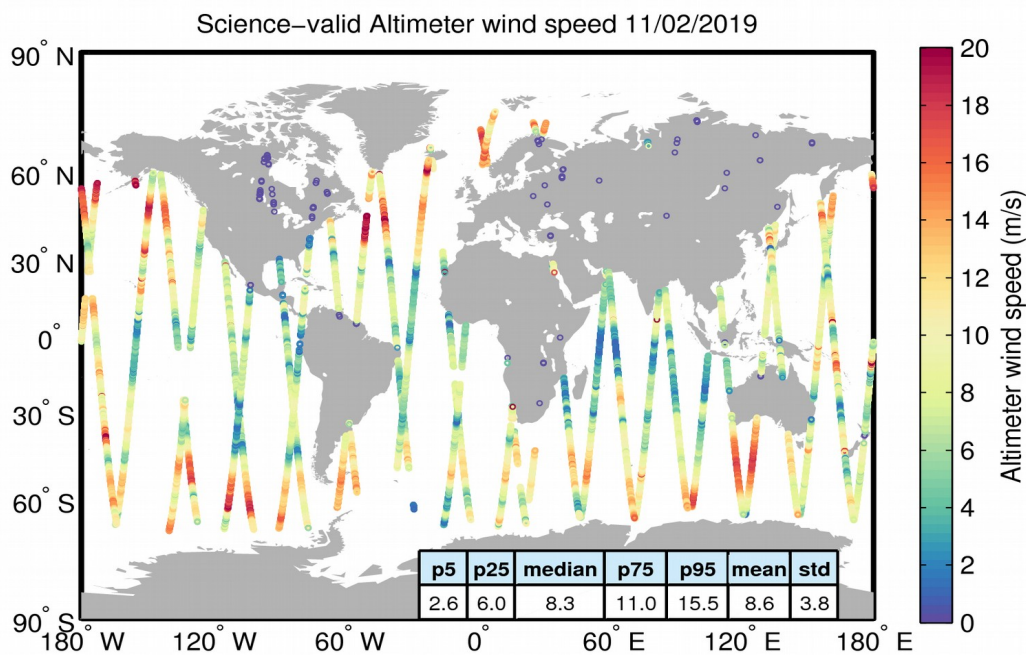 Science−valid Altimeter wind speed 11/02/2019
90° N
60° N
30° N
0°
30° S
60° S
90° S
180° W
120° W
60° W
0°
60° E
120° E
180° E
20
18
16
14
12
10
8
6
4
2
0
Altimeter wind speed (m/s)
p5 p25 median p75 p95 mean std
2.6 6.0 8.3 11.0 15.5 8.6 3.8